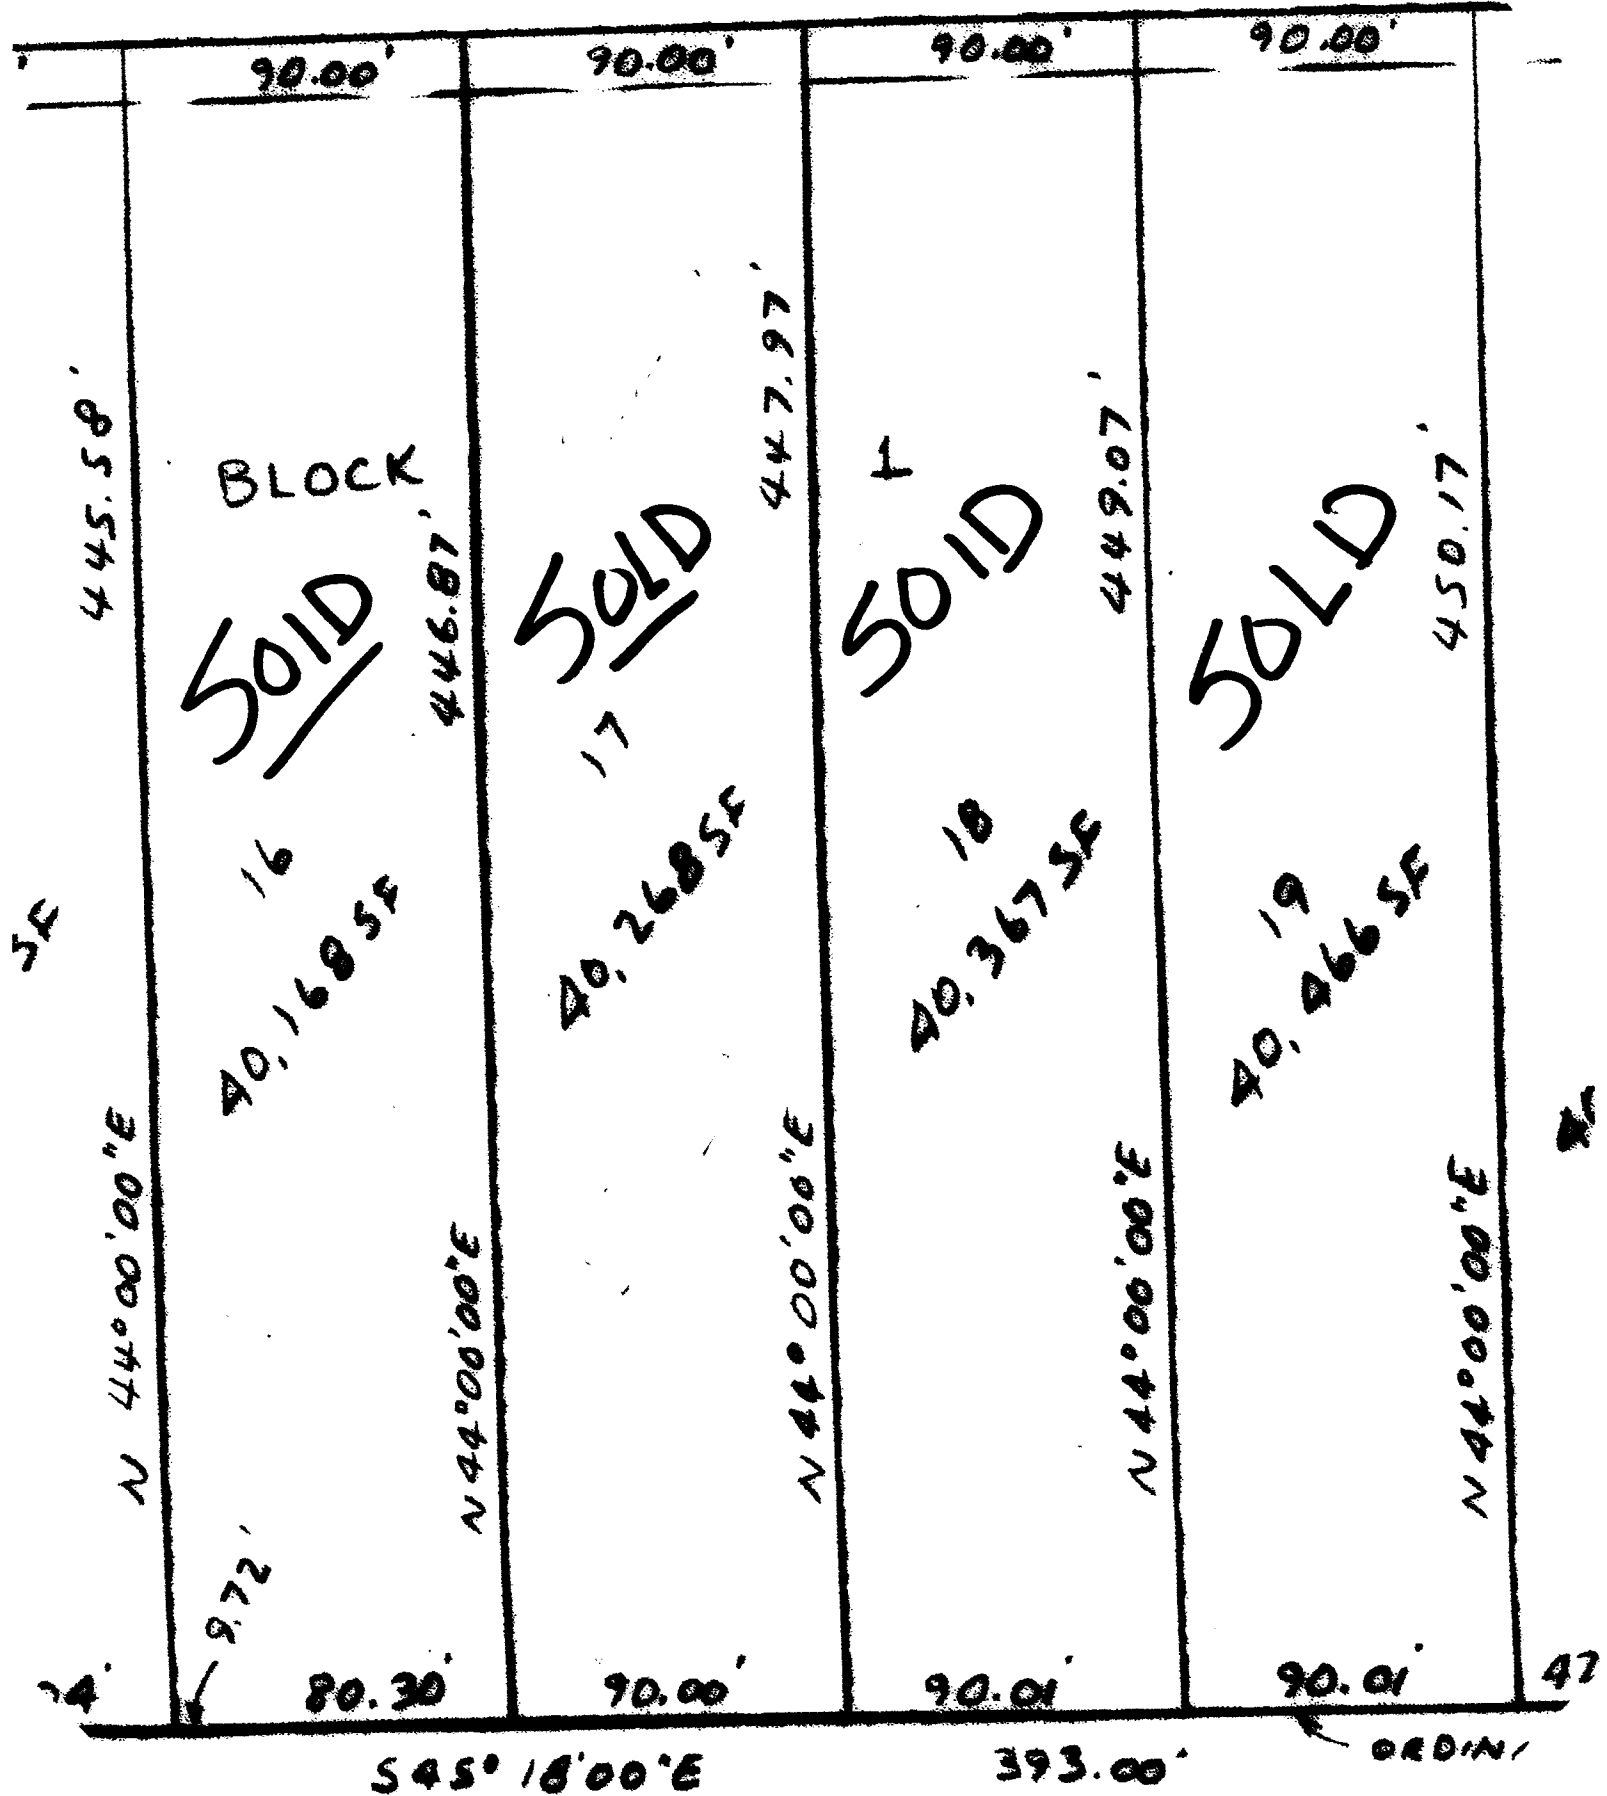 90.00' 90.00' 90.00' 90.00'
445.58'
446.87'
447.97'
449.07'
450.17'
BLOCK 1
SOLD SOLD SOLD SOLD
16
40,168 SF
17
40,268 SF
18
40,367 SF
19
40,466 SF
SF
N 44°00'00"E
N 44°00'00"E
N 44°00'00"E
N 44°00'00"E
N 44°00'00"E
9.72'
80.30' 90.00' 90.01' 90.01' 47
S45°18'00"E 393.00'